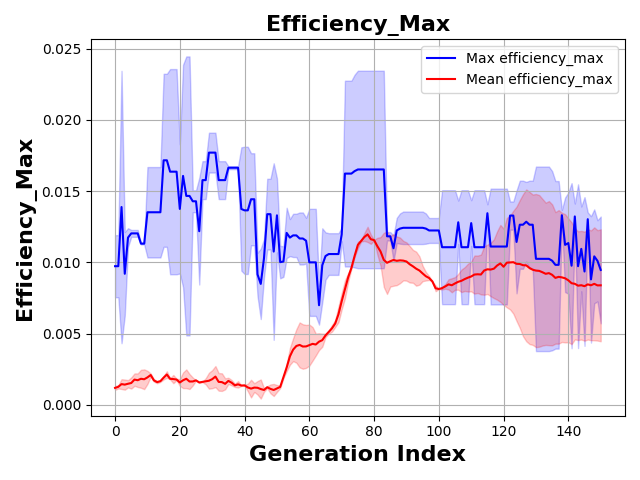 Efficiency_Max
Max efficiency_max
Mean efficiency_max
Efficiency_Max
0.025
0.020
0.015
0.010
0.005
0.000
0 20 40 60 80 100 120 140
Generation Index